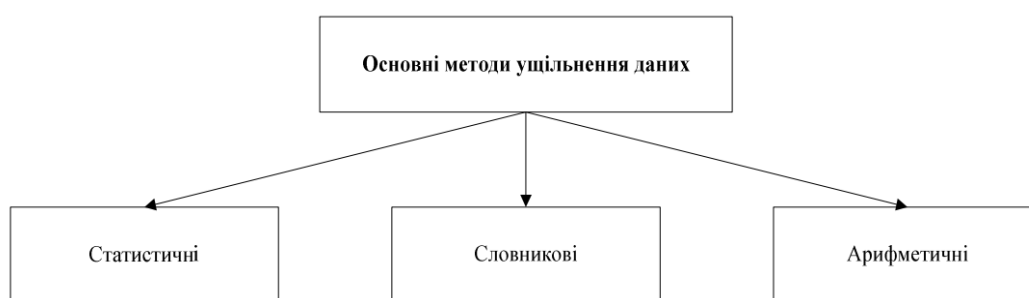 Основні методи ущільнення даних
Статистичні
Словникові
Арифметичні